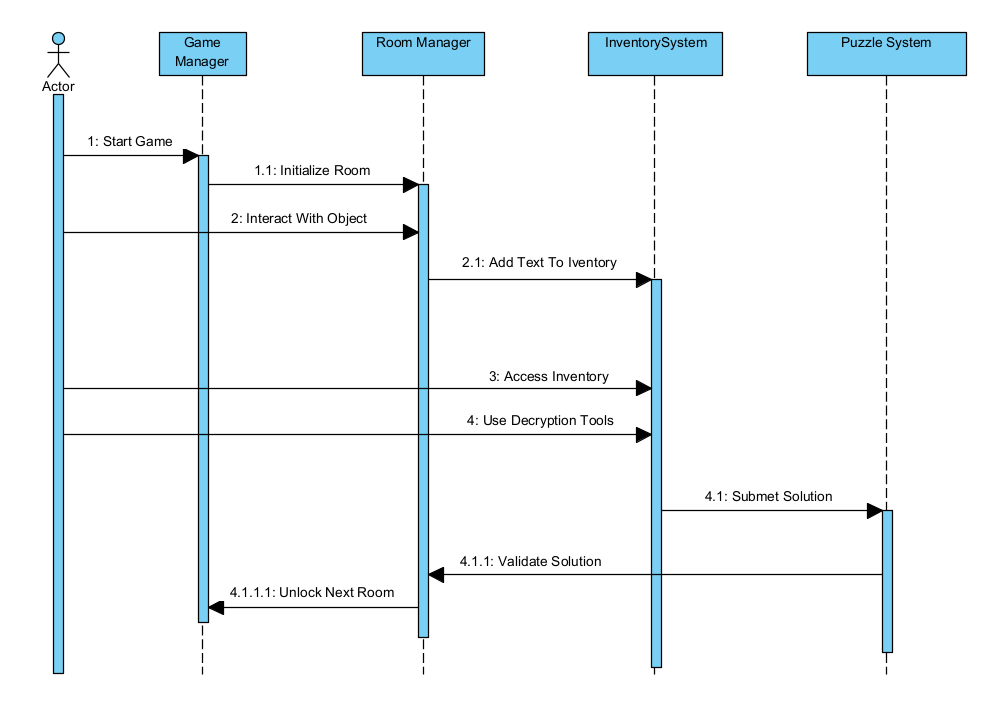 Game
Manager
Room Manager
InventorySystem
Puzzle System
Actor
1: Start Game
1.1: Initialize Room
2: Interact With Object
2.1: Add Text To Iventory
3: Access Inventory
4: Use Decryption Tools
4.1: Submet Solution
4.1.1: Validate Solution
4.1.1.1: Unlock Next Room